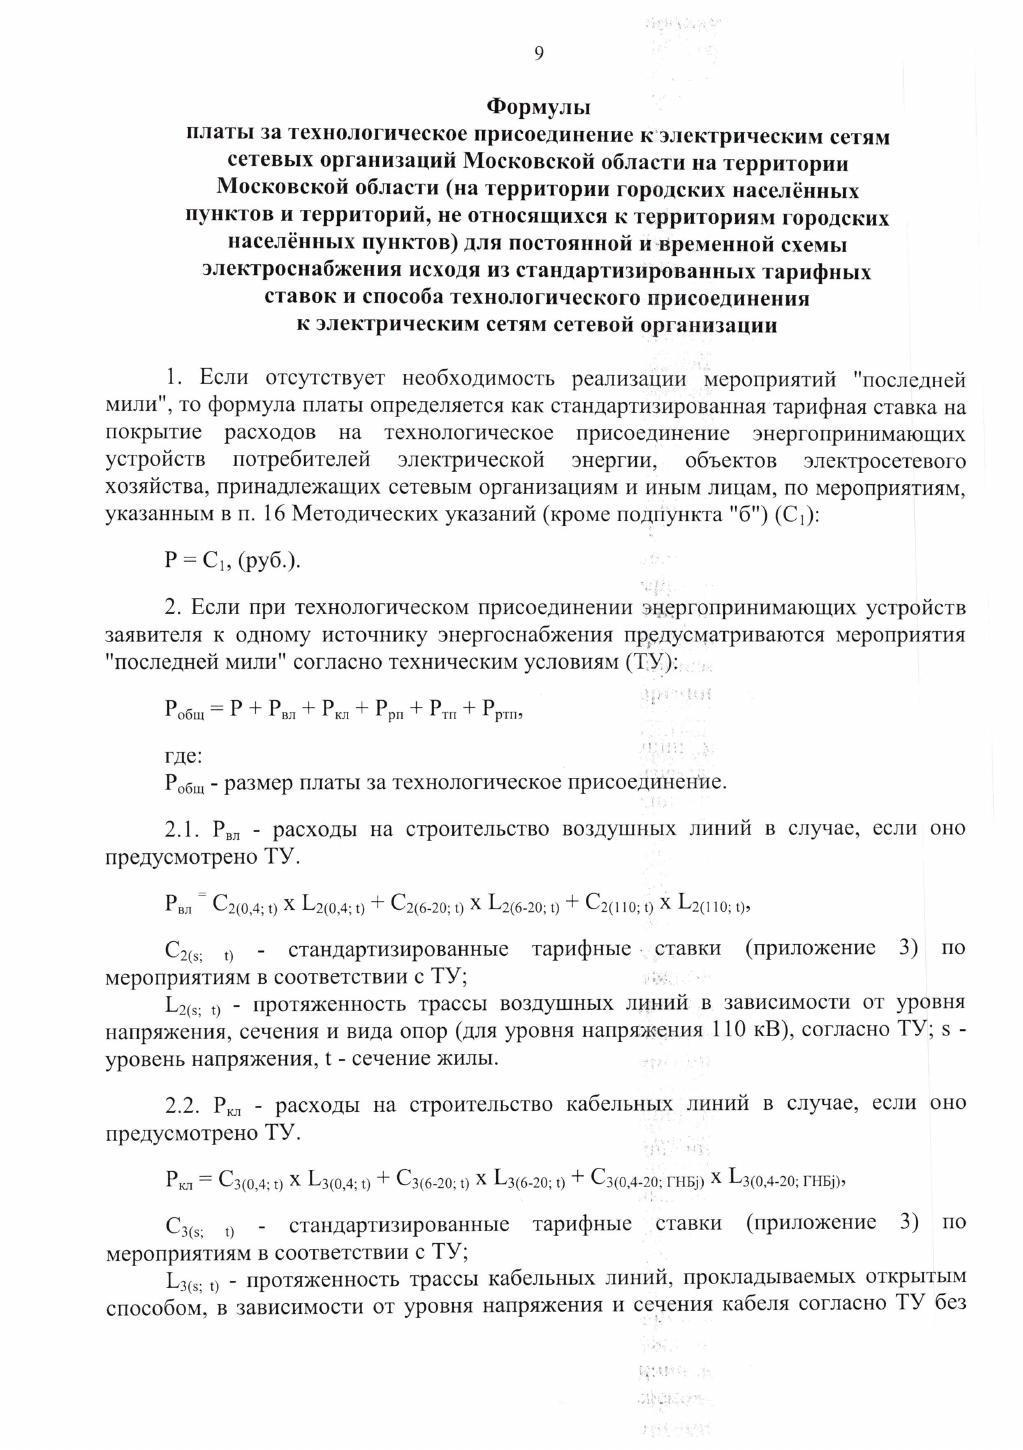 9
Формулы
платы за технологическое присоединение к электрическим сетям
сетевых организаций Московской области на территории
Московской области (на территории городских населённых
пунктов и территорий, не относящихся к территориям городских
населённых пунктов) для постоянной и временной схемы
электроснабжения исходя из стандартизированных тарифных
ставок и способа технологического присоединения
к электрическим сетям сетевой организации
1. Если отсутствует необходимость реализации мероприятий "последней
мили", то формула платы определяется как стандартизированная тарифная ставка на
покрытие расходов на технологическое присоединение энергопринимающих
устройств потребителей электрической энергии, объектов электросетевого
хозяйства, принадлежащих сетевым организациям и иным лицам, по мероприятиям,
указанным в п. 16 Методических указаний (кроме подпункта "б") (C₁):
P = C₁, (руб.).
2. Если при технологическом присоединении энергопринимающих устройств
заявителя к одному источнику энергоснабжения предусматриваются мероприятия
"последней мили" согласно техническим условиям (ТУ):
Pобщ = P + Pвл + Pкл + Pрп + Pтп + Pртп,
где:
Pобщ - размер платы за технологическое присоединение.
2.1. Pвл - расходы на строительство воздушных линий в случае, если оно
предусмотрено ТУ.
Pвл = C2(0,4; t) x L2(0,4; t) + C2(6-20; t) x L2(6-20; t) + C2(110; t) x L2(110; t),
C2(s; t) - стандартизированные тарифные ставки (приложение 3) по
мероприятиям в соответствии с ТУ;
L2(s; t) - протяженность трассы воздушных линий в зависимости от уровня
напряжения, сечения и вида опор (для уровня напряжения 110 кВ), согласно ТУ; s -
уровень напряжения, t - сечение жилы.
2.2. Pкл - расходы на строительство кабельных линий в случае, если оно
предусмотрено ТУ.
Pкл = C3(0,4; t) x L3(0,4; t) + C3(6-20; t) x L3(6-20; t) + C3(0,4-20; ГНБj) x L3(0,4-20; ГНБj),
C3(s; t) - стандартизированные тарифные ставки (приложение 3) по
мероприятиям в соответствии с ТУ;
L3(s; t) - протяженность трассы кабельных линий, прокладываемых открытым
способом, в зависимости от уровня напряжения и сечения кабеля согласно ТУ без